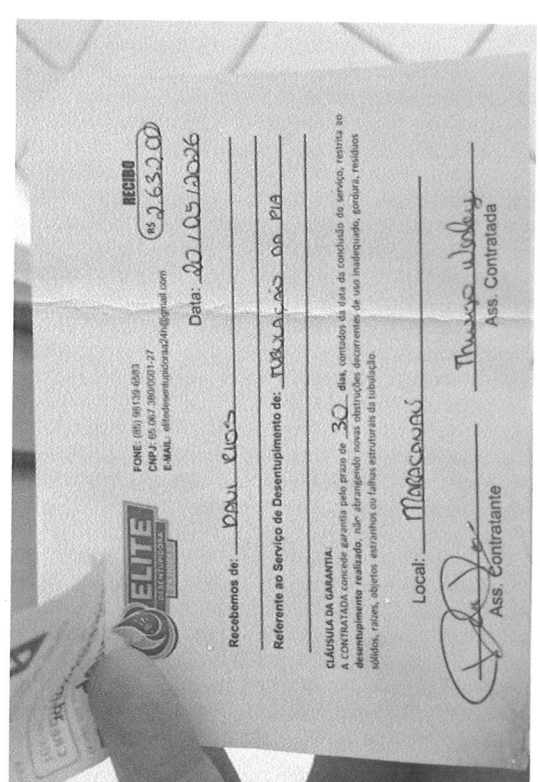 ELITE
DESENTUPIDORA
FONE: (85) 98139-6583
CNPJ: 65.067.380/0001-27
E-MAIL: elitedesentupidoraa24h@gmail.com
RECIBO
R$ 2.632,00
Data: 20/05/2026
Recebemos de: DAVI RIOS
Referente ao Serviço de Desentupimento de: TUBULAÇÃO DA PIA
CLÁUSULA DA GARANTIA:
A CONTRATADA concede garantia pelo prazo de 30 dias, contados da data da conclusão do serviço, restrita ao
desentupimento realizado, não abrangendo novas obstruções decorrentes de uso inadequado, gordura, resíduos
sólidos, raízes, objetos estranhos ou falhas estruturais da tubulação.
Local: MARACANAÚ
Ass. Contratante
Thiago Wesley
Ass. Contratada